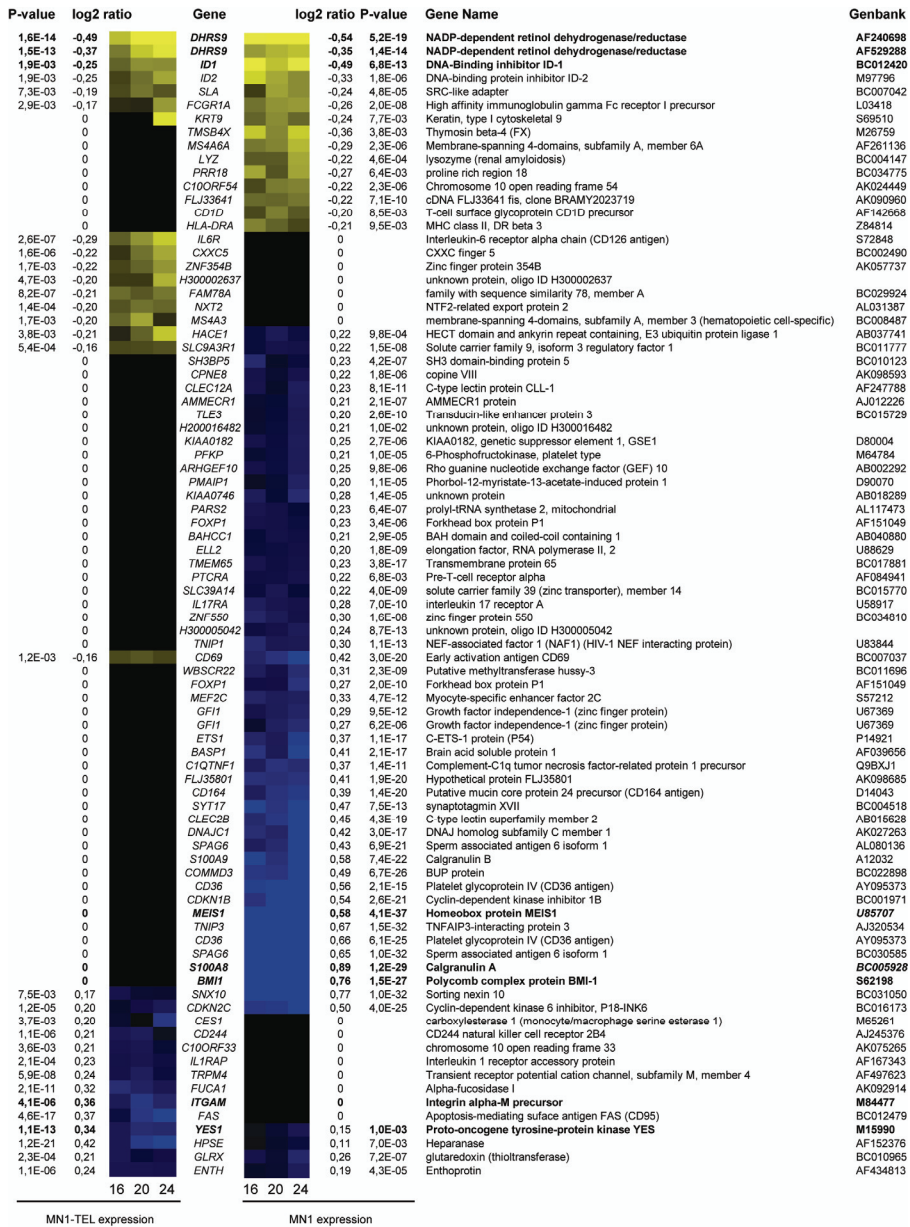 P-value log2 ratio Gene log2 ratio P-value Gene Name Genbank
1,6E-14 -0,49 DHRS9 -0,54 5,2E-19 NADP-dependent retinol dehydrogenase/reductase AF240698
1,5E-13 -0,37 DHRS9 -0,35 1,4E-14 NADP-dependent retinol dehydrogenase/reductase AF529288
1,9E-03 -0,25 ID1 -0,49 6,8E-13 DNA-Binding inhibitor ID-1 BC012420
1,9E-03 -0,25 ID2 -0,33 1,8E-06 DNA-binding protein inhibitor ID-2 M97796
7,3E-03 -0,19 SLA -0,24 4,8E-05 SRC-like adapter BC007042
2,9E-03 -0,17 FCGR1A -0,26 2,0E-08 High affinity immunoglobulin gamma Fc receptor I precursor L03418
0 KRT9 -0,24 7,7E-03 Keratin, type I cytoskeletal 9 S69510
0 TMSB4X -0,36 3,8E-03 Thymosin beta-4 (FX) M26759
0 MS4A6A -0,29 2,3E-06 Membrane-spanning 4-domains, subfamily A, member 6A AF261136
0 LYZ -0,22 4,6E-04 lysozyme (renal amyloidosis) BC004147
0 PRR18 -0,27 6,4E-03 proline rich region 18 BC034775
0 C10ORF54 -0,22 2,3E-06 Chromosome 10 open reading frame 54 AK024449
0 FLJ33641 -0,22 7,1E-10 cDNA FLJ33641 fis, clone BRAMY2023719 AK090960
0 CD1D -0,20 8,5E-03 T-cell surface glycoprotein CD1D precursor AF142668
0 HLA-DRA -0,21 9,5E-03 MHC class II, DR beta 3 Z84814
2,6E-07 -0,29 IL6R 0 Interleukin-6 receptor alpha chain (CD126 antigen) S72848
1,6E-06 -0,22 CXXC5 0 CXXC finger 5 BC002490
1,7E-03 -0,22 ZNF354B 0 Zinc finger protein 354B AK057737
4,7E-03 -0,20 H300002637 0 unknown protein, oligo ID H300002637
8,2E-07 -0,21 FAM78A 0 family with sequence similarity 78, member A BC029924
1,4E-04 -0,20 NXT2 0 NTF2-related export protein 2 AL031387
1,7E-03 -0,20 MS4A3 0 membrane-spanning 4-domains, subfamily A, member 3 (hematopoietic cell-specific) BC008487
3,8E-03 -0,21 HACE1 0,22 9,8E-04 HECT domain and ankyrin repeat containing, E3 ubiquitin protein ligase 1 AB037741
5,4E-04 -0,16 SLC9A3R1 0,22 1,5E-08 Solute carrier family 9, isoform 3 regulatory factor 1 BC011777
0 SH3BP5 0,23 4,2E-07 SH3 domain-binding protein 5 BC010123
0 CPNE8 0,22 1,8E-06 copine VIII AK098593
0 CLEC12A 0,23 8,1E-11 C-type lectin protein CLL-1 AF247788
0 AMMECR1 0,21 2,1E-07 AMMECR1 protein AJ012226
0 TLE3 0,20 2,6E-10 Transducin-like enhancer protein 3 BC015729
0 H200016482 0,21 1,0E-02 unknown protein, oligo ID H300016482
0 KIAA0182 0,25 2,7E-06 KIAA0182, genetic suppressor element 1, GSE1 D80004
0 PFKP 0,21 1,0E-05 6-Phosphofructokinase, platelet type M64784
0 ARHGEF10 0,25 9,8E-06 Rho guanine nucleotide exchange factor (GEF) 10 AB002292
0 PMAIP1 0,20 1,1E-05 Phorbol-12-myristate-13-acetate-induced protein 1 D90070
0 KIAA0746 0,28 1,4E-05 unknown protein AB018289
0 PARS2 0,23 6,4E-07 prolyl-tRNA synthetase 2, mitochondrial AL117473
0 FOXP1 0,23 3,4E-06 Forkhead box protein P1 AF151049
0 BAHCC1 0,21 2,9E-05 BAH domain and coiled-coil containing 1 AB040880
0 ELL2 0,20 1,8E-09 elongation factor, RNA polymerase II, 2 U88629
0 TMEM65 0,23 3,8E-17 Transmembrane protein 65 BC017881
0 PTCRA 0,22 6,8E-03 Pre-T-cell receptor alpha AF084941
0 SLC39A14 0,22 4,0E-09 solute carrier family 39 (zinc transporter), member 14 BC015770
0 IL17RA 0,28 7,0E-10 interleukin 17 receptor A U58917
0 ZNF550 0,30 1,6E-08 zinc finger protein 550 BC034810
0 H300005042 0,24 8,7E-13 unknown protein, oligo ID H300005042
0 TNIP1 0,30 1,1E-13 NEF-associated factor 1 (NAF1) (HIV-1 NEF interacting protein) U83844
1,2E-03 -0,16 CD69 0,42 3,0E-20 Early activation antigen CD69 BC007037
0 WBSCR22 0,31 2,3E-09 Putative methyltransferase hussy-3 BC011696
0 FOXP1 0,27 2,0E-10 Forkhead box protein P1 AF151049
0 MEF2C 0,33 4,7E-12 Myocyte-specific enhancer factor 2C S57212
0 GFI1 0,29 9,5E-12 Growth factor independence-1 (zinc finger protein) U67369
0 GFI1 0,27 6,2E-06 Growth factor independence-1 (zinc finger protein) U67369
0 ETS1 0,37 1,1E-17 C-ETS-1 protein (P54) P14921
0 BASP1 0,41 2,1E-17 Brain acid soluble protein 1 AF039656
0 C1QTNF1 0,37 1,4E-11 Complement-C1q tumor necrosis factor-related protein 1 precursor Q9BXJ1
0 FLJ35801 0,41 1,9E-20 Hypothetical protein FLJ35801 AK098685
0 CD164 0,39 1,4E-20 Putative mucin core protein 24 precursor (CD164 antigen) D14043
0 SYT17 0,47 7,5E-13 synaptotagmin XVII BC004518
0 CLEC2B 0,45 4,3E-19 C-type lectin superfamily member 2 AB015628
0 DNAJC1 0,42 3,0E-17 DNAJ homolog subfamily C member 1 AK027263
0 SPAG6 0,43 6,9E-21 Sperm associated antigen 6 isoform 1 AL080136
0 S100A9 0,58 7,4E-22 Calgranulin B A12032
0 COMMD3 0,49 6,7E-26 BUP protein BC022898
0 CD36 0,56 2,1E-15 Platelet glycoprotein IV (CD36 antigen) AY095373
0 CDKN1B 0,54 2,6E-21 Cyclin-dependent kinase inhibitor 1B BC001971
0 MEIS1 0,58 4,1E-37 Homeobox protein MEIS1 U85707
0 TNIP3 0,67 1,5E-32 TNFAIP3-interacting protein 3 AJ320534
0 CD36 0,66 6,1E-25 Platelet glycoprotein IV (CD36 antigen) AY095373
0 SPAG6 0,65 1,0E-32 Sperm associated antigen 6 isoform 1 BC030585
0 S100A8 0,89 1,2E-29 Calgranulin A BC005928
0 BMI1 0,76 1,5E-27 Polycomb complex protein BMI-1 S62198
7,5E-03 0,17 SNX10 0,77 1,0E-32 Sorting nexin 10 BC031050
1,2E-05 0,20 CDKN2C 0,50 4,0E-25 Cyclin-dependent kinase 6 inhibitor, P18-INK6 BC016173
3,7E-03 0,20 CES1 0 carboxylesterase 1 (monocyte/macrophage serine esterase 1) M65261
1,1E-06 0,21 CD244 0 CD244 natural killer cell receptor 2B4 AJ245376
3,6E-03 0,21 C10ORF33 0 chromosome 10 open reading frame 33 AK075265
2,1E-04 0,23 IL1RAP 0 Interleukin 1 receptor accessory protein AF167343
5,9E-08 0,24 TRPM4 0 Transient receptor potential cation channel, subfamily M, member 4 AF497623
2,1E-11 0,32 FUCA1 0 Alpha-fucosidase I AK092914
4,1E-06 0,36 ITGAM 0 Integrin alpha-M precursor M84477
4,6E-17 0,37 FAS 0 Apoptosis-mediating suface antigen FAS (CD95) BC012479
1,1E-13 0,34 YES1 0,15 1,0E-03 Proto-oncogene tyrosine-protein kinase YES M15990
1,2E-21 0,42 HPSE 0,11 7,0E-03 Heparanase AF152376
2,3E-04 0,21 GLRX 0,26 7,2E-07 glutaredoxin (thioltransferase) BC010965
1,1E-06 0,24 ENTH 0,19 4,3E-05 Enthoprotin AF434813
16 20 24 16 20 24
MN1-TEL expression MN1 expression